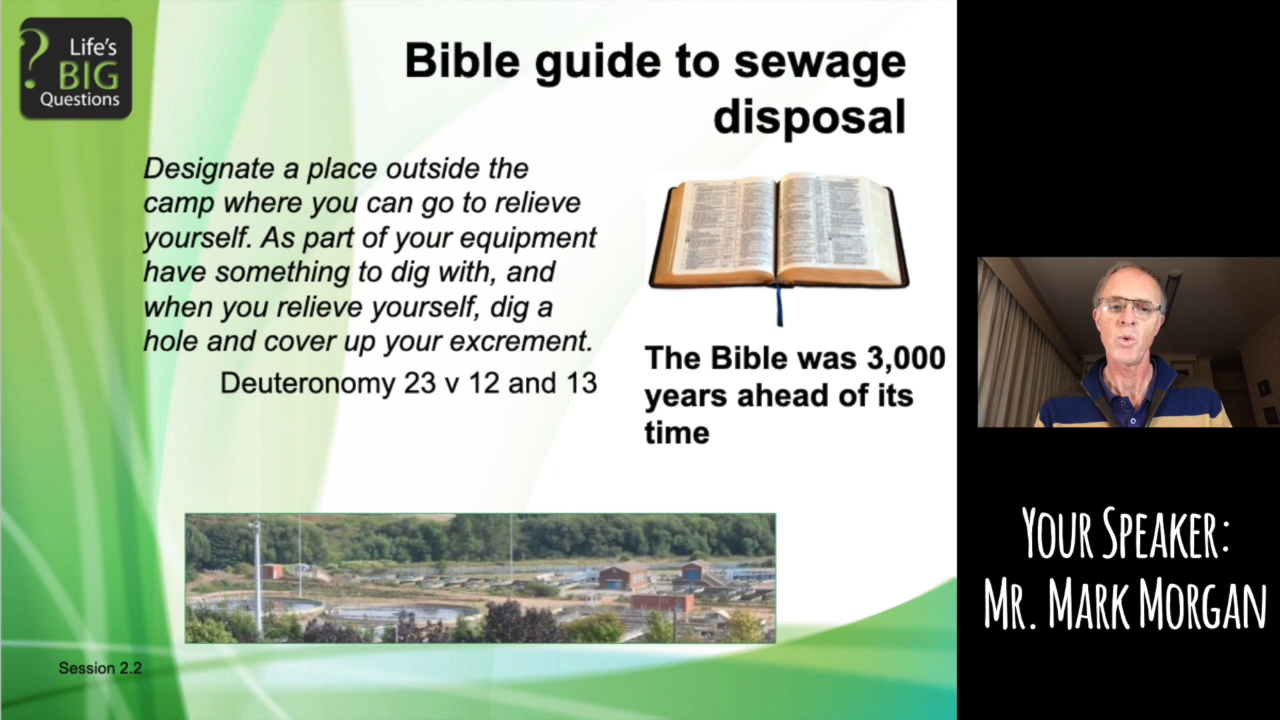 ?
Life's
BIG
Questions
Bible guide to sewage
disposal
Designate a place outside the
camp where you can go to relieve
yourself. As part of your equipment
have something to dig with, and
when you relieve yourself, dig a
hole and cover up your excrement.
Deuteronomy 23 v 12 and 13
The Bible was 3,000
years ahead of its
time
Session 2.2
Your Speaker:
Mr. Mark Morgan